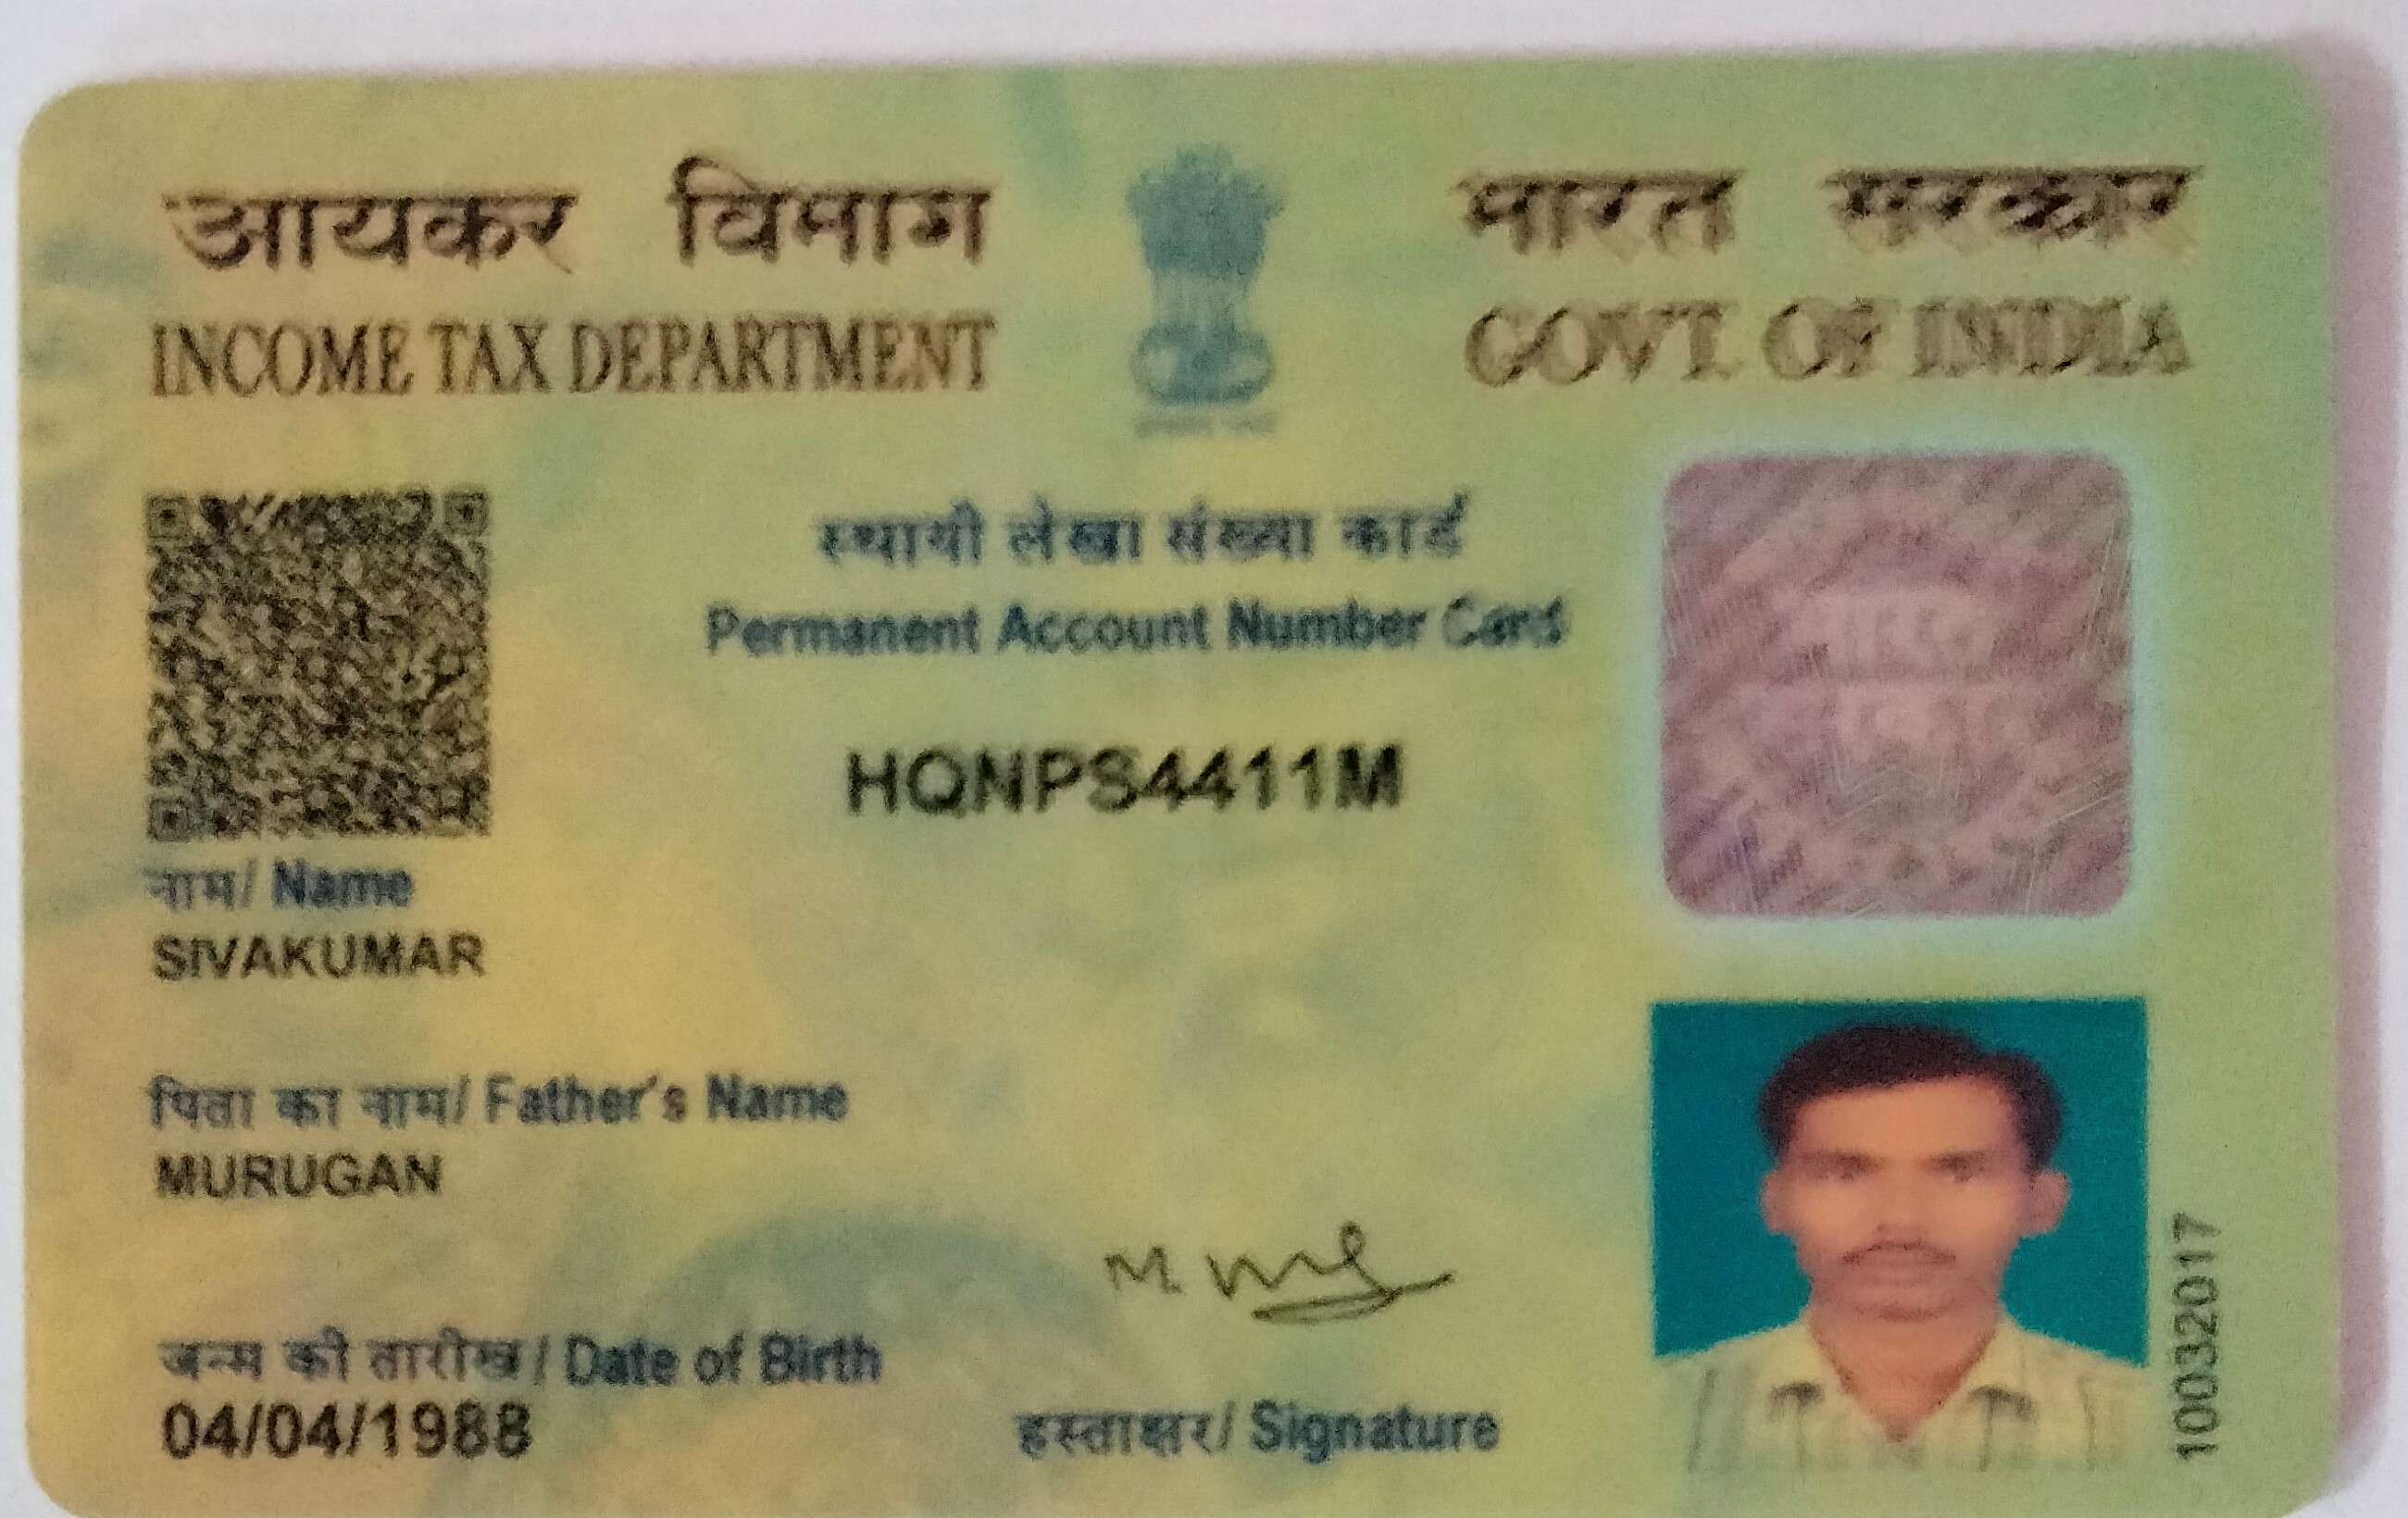 आयकर विभाग
भारत सरकार
INCOME TAX DEPARTMENT
GOVT. OF INDIA
स्थायी लेखा संख्या कार्ड
Permanent Account Number Card
HQNPS4411M
नाम/ Name
SIVAKUMAR
पिता का नाम/ Father's Name
MURUGAN
जन्म की तारीख / Date of Birth
04/04/1988
हस्ताक्षर/ Signature
10032017